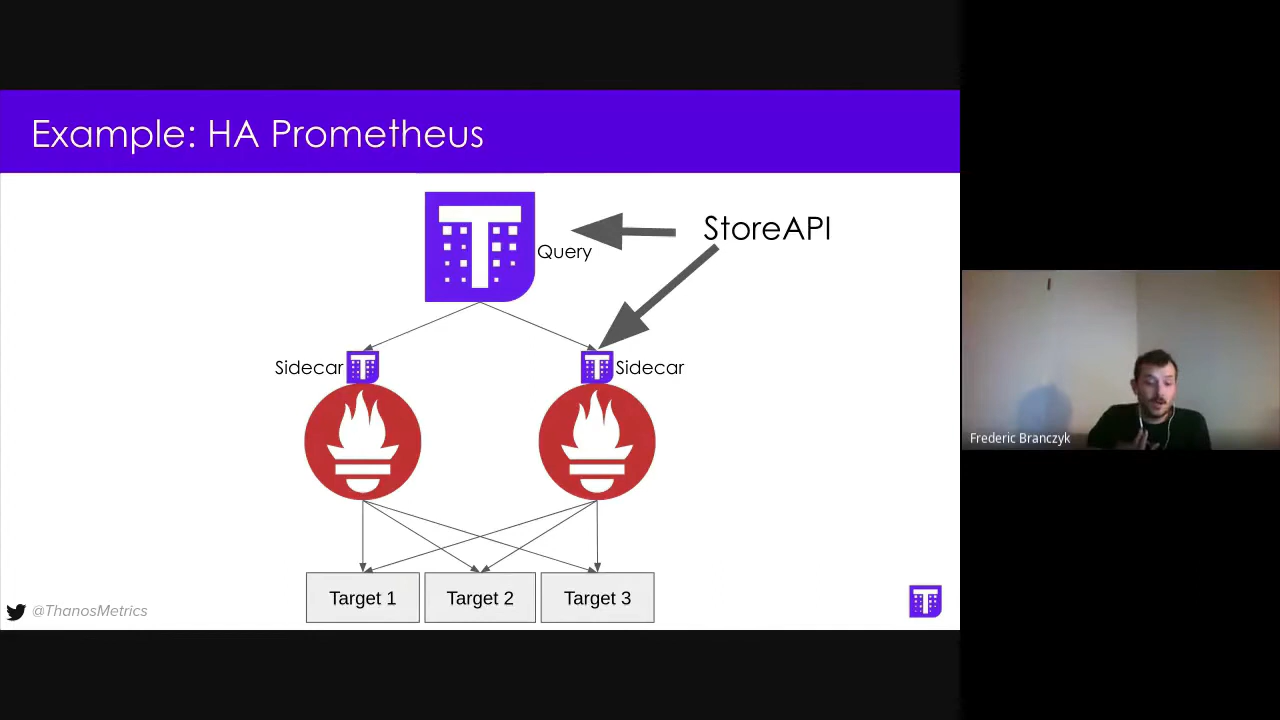 Example: HA Prometheus
StoreAPI
Query
Sidecar
Sidecar
Target 1
Target 2
Target 3
@ThanosMetrics
Frederic Branczyk